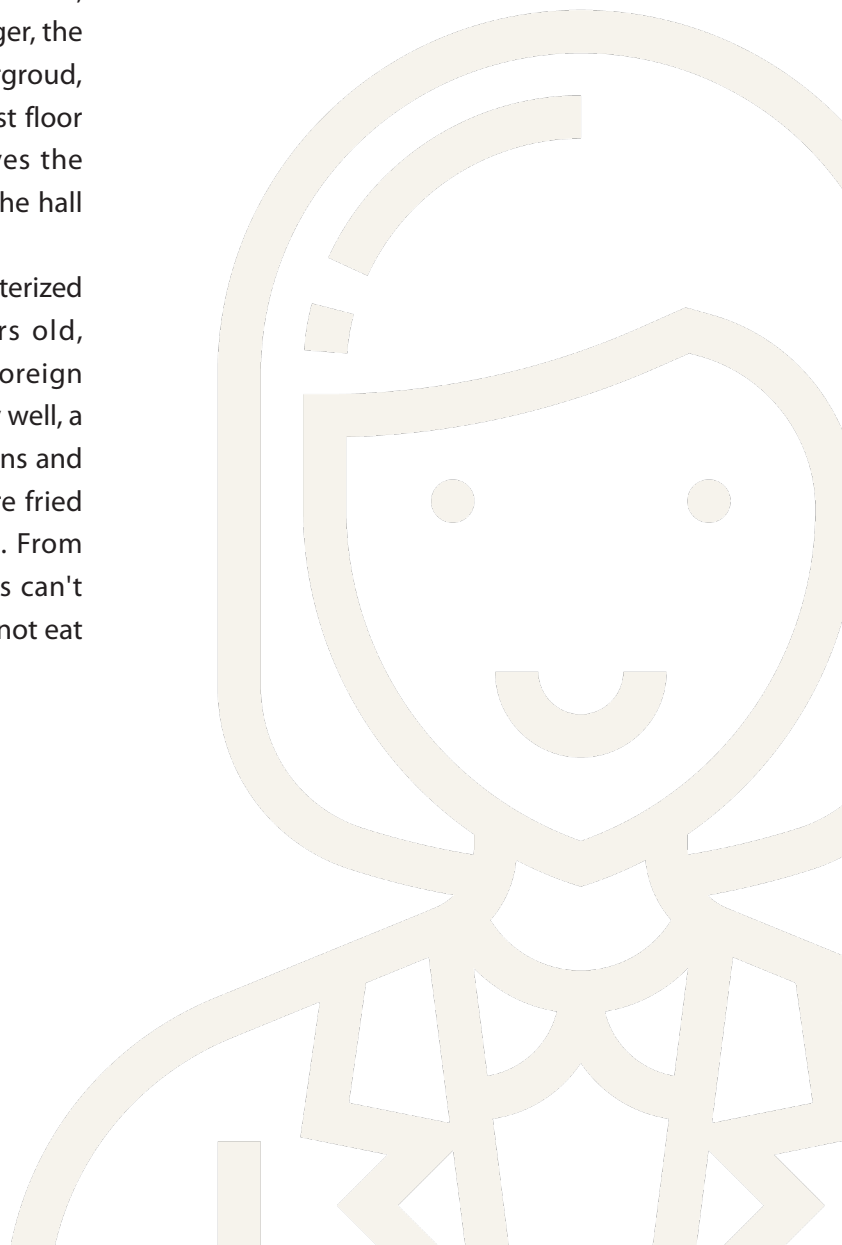 ger, the
groud,
st floor
es the
he hall
terized
rs old,
oreign
well, a
ns and
e fried
. From
s can't
not eat